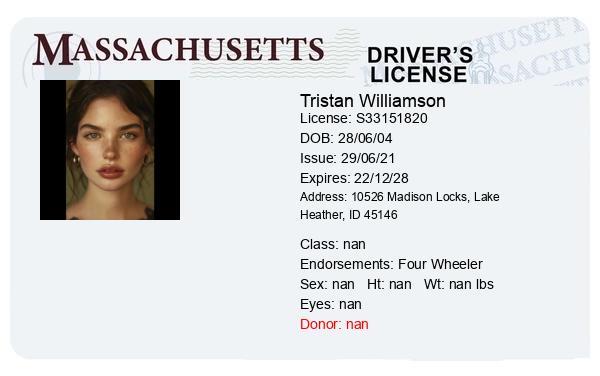 MASSACHUSETTS
DRIVER'S
LICENSE
Tristan Williamson
License: S33151820
DOB: 28/06/04
Issue: 29/06/21
Expires: 22/12/28
Address: 10526 Madison Locks, Lake
Heather, ID 45146
Class: nan
Endorsements: Four Wheeler
Sex: nan Ht: nan Wt: nan lbs
Eyes: nan
Donor: nan